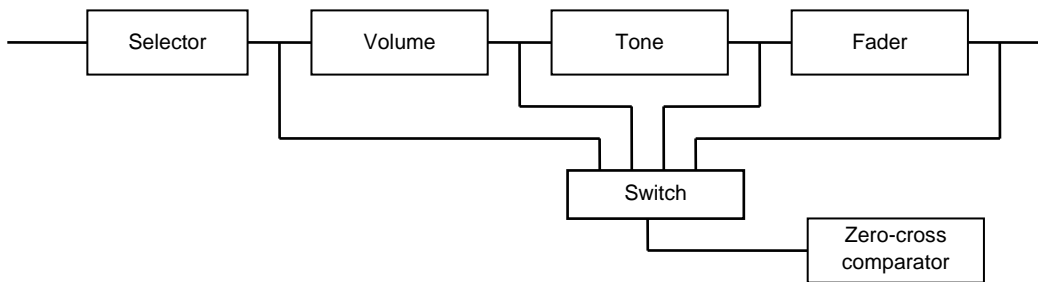 Selector
Volume
Tone
Fader
Switch
Zero-cross
comparator